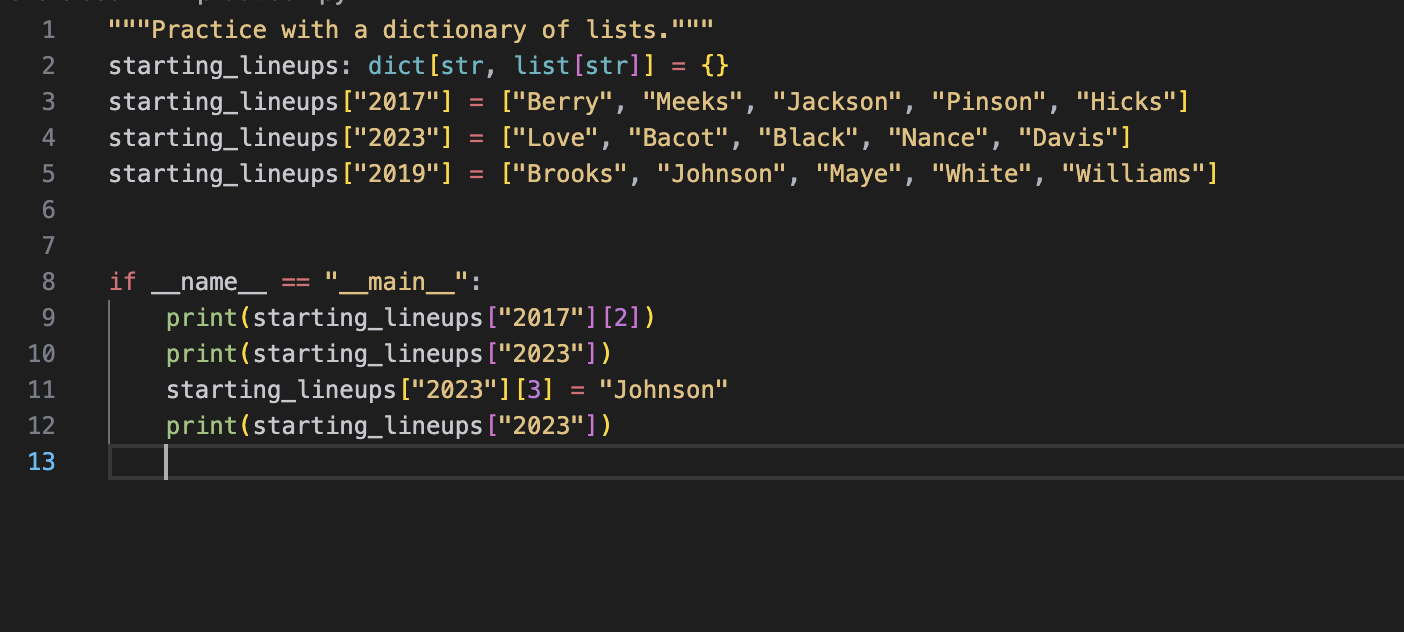 1 """Practice with a dictionary of lists."""
2 starting_lineups: dict[str, list[str]] = {}
3 starting_lineups["2017"] = ["Berry", "Meeks", "Jackson", "Pinson", "Hicks"]
4 starting_lineups["2023"] = ["Love", "Bacot", "Black", "Nance", "Davis"]
5 starting_lineups["2019"] = ["Brooks", "Johnson", "Maye", "White", "Williams"]
6
7
8 if __name__ == "__main__":
9     print(starting_lineups["2017"][2])
10     print(starting_lineups["2023"])
11     starting_lineups["2023"][3] = "Johnson"
12     print(starting_lineups["2023"])
13